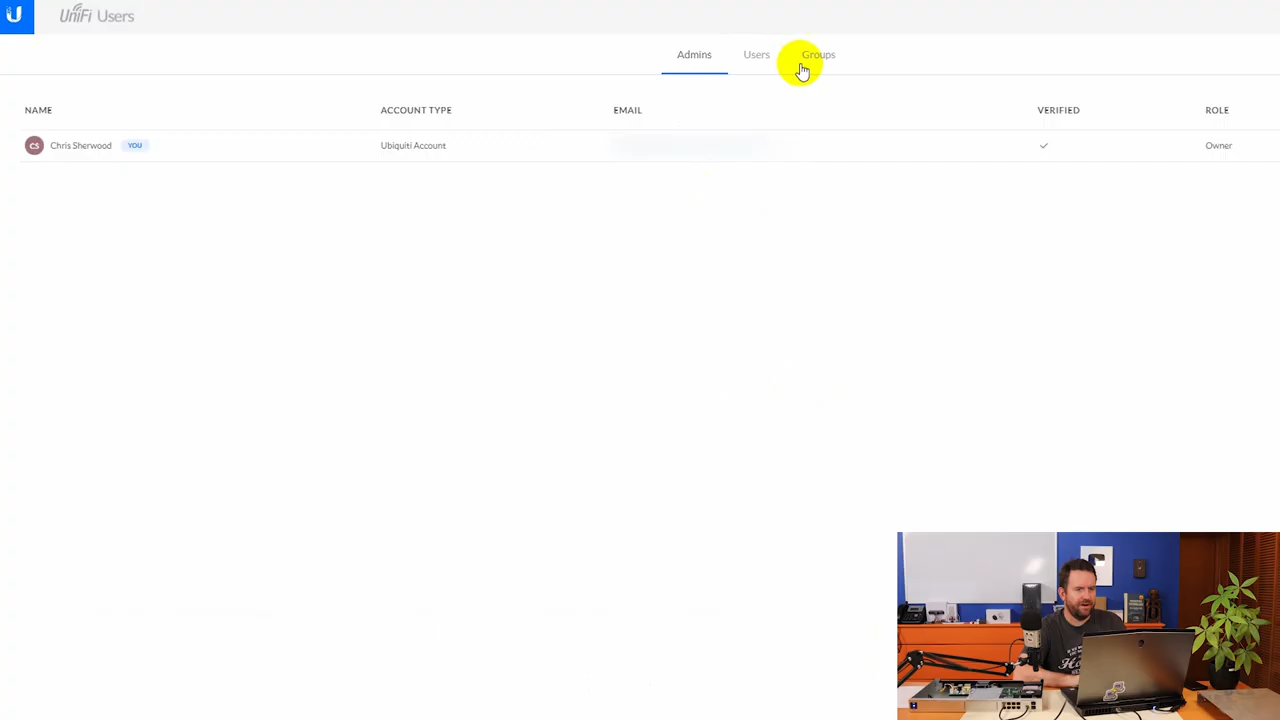 UniFi Users
Admins Users Groups
NAME ACCOUNT TYPE EMAIL VERIFIED ROLE
CS Chris Sherwood YOU Ubiquiti Account Owner